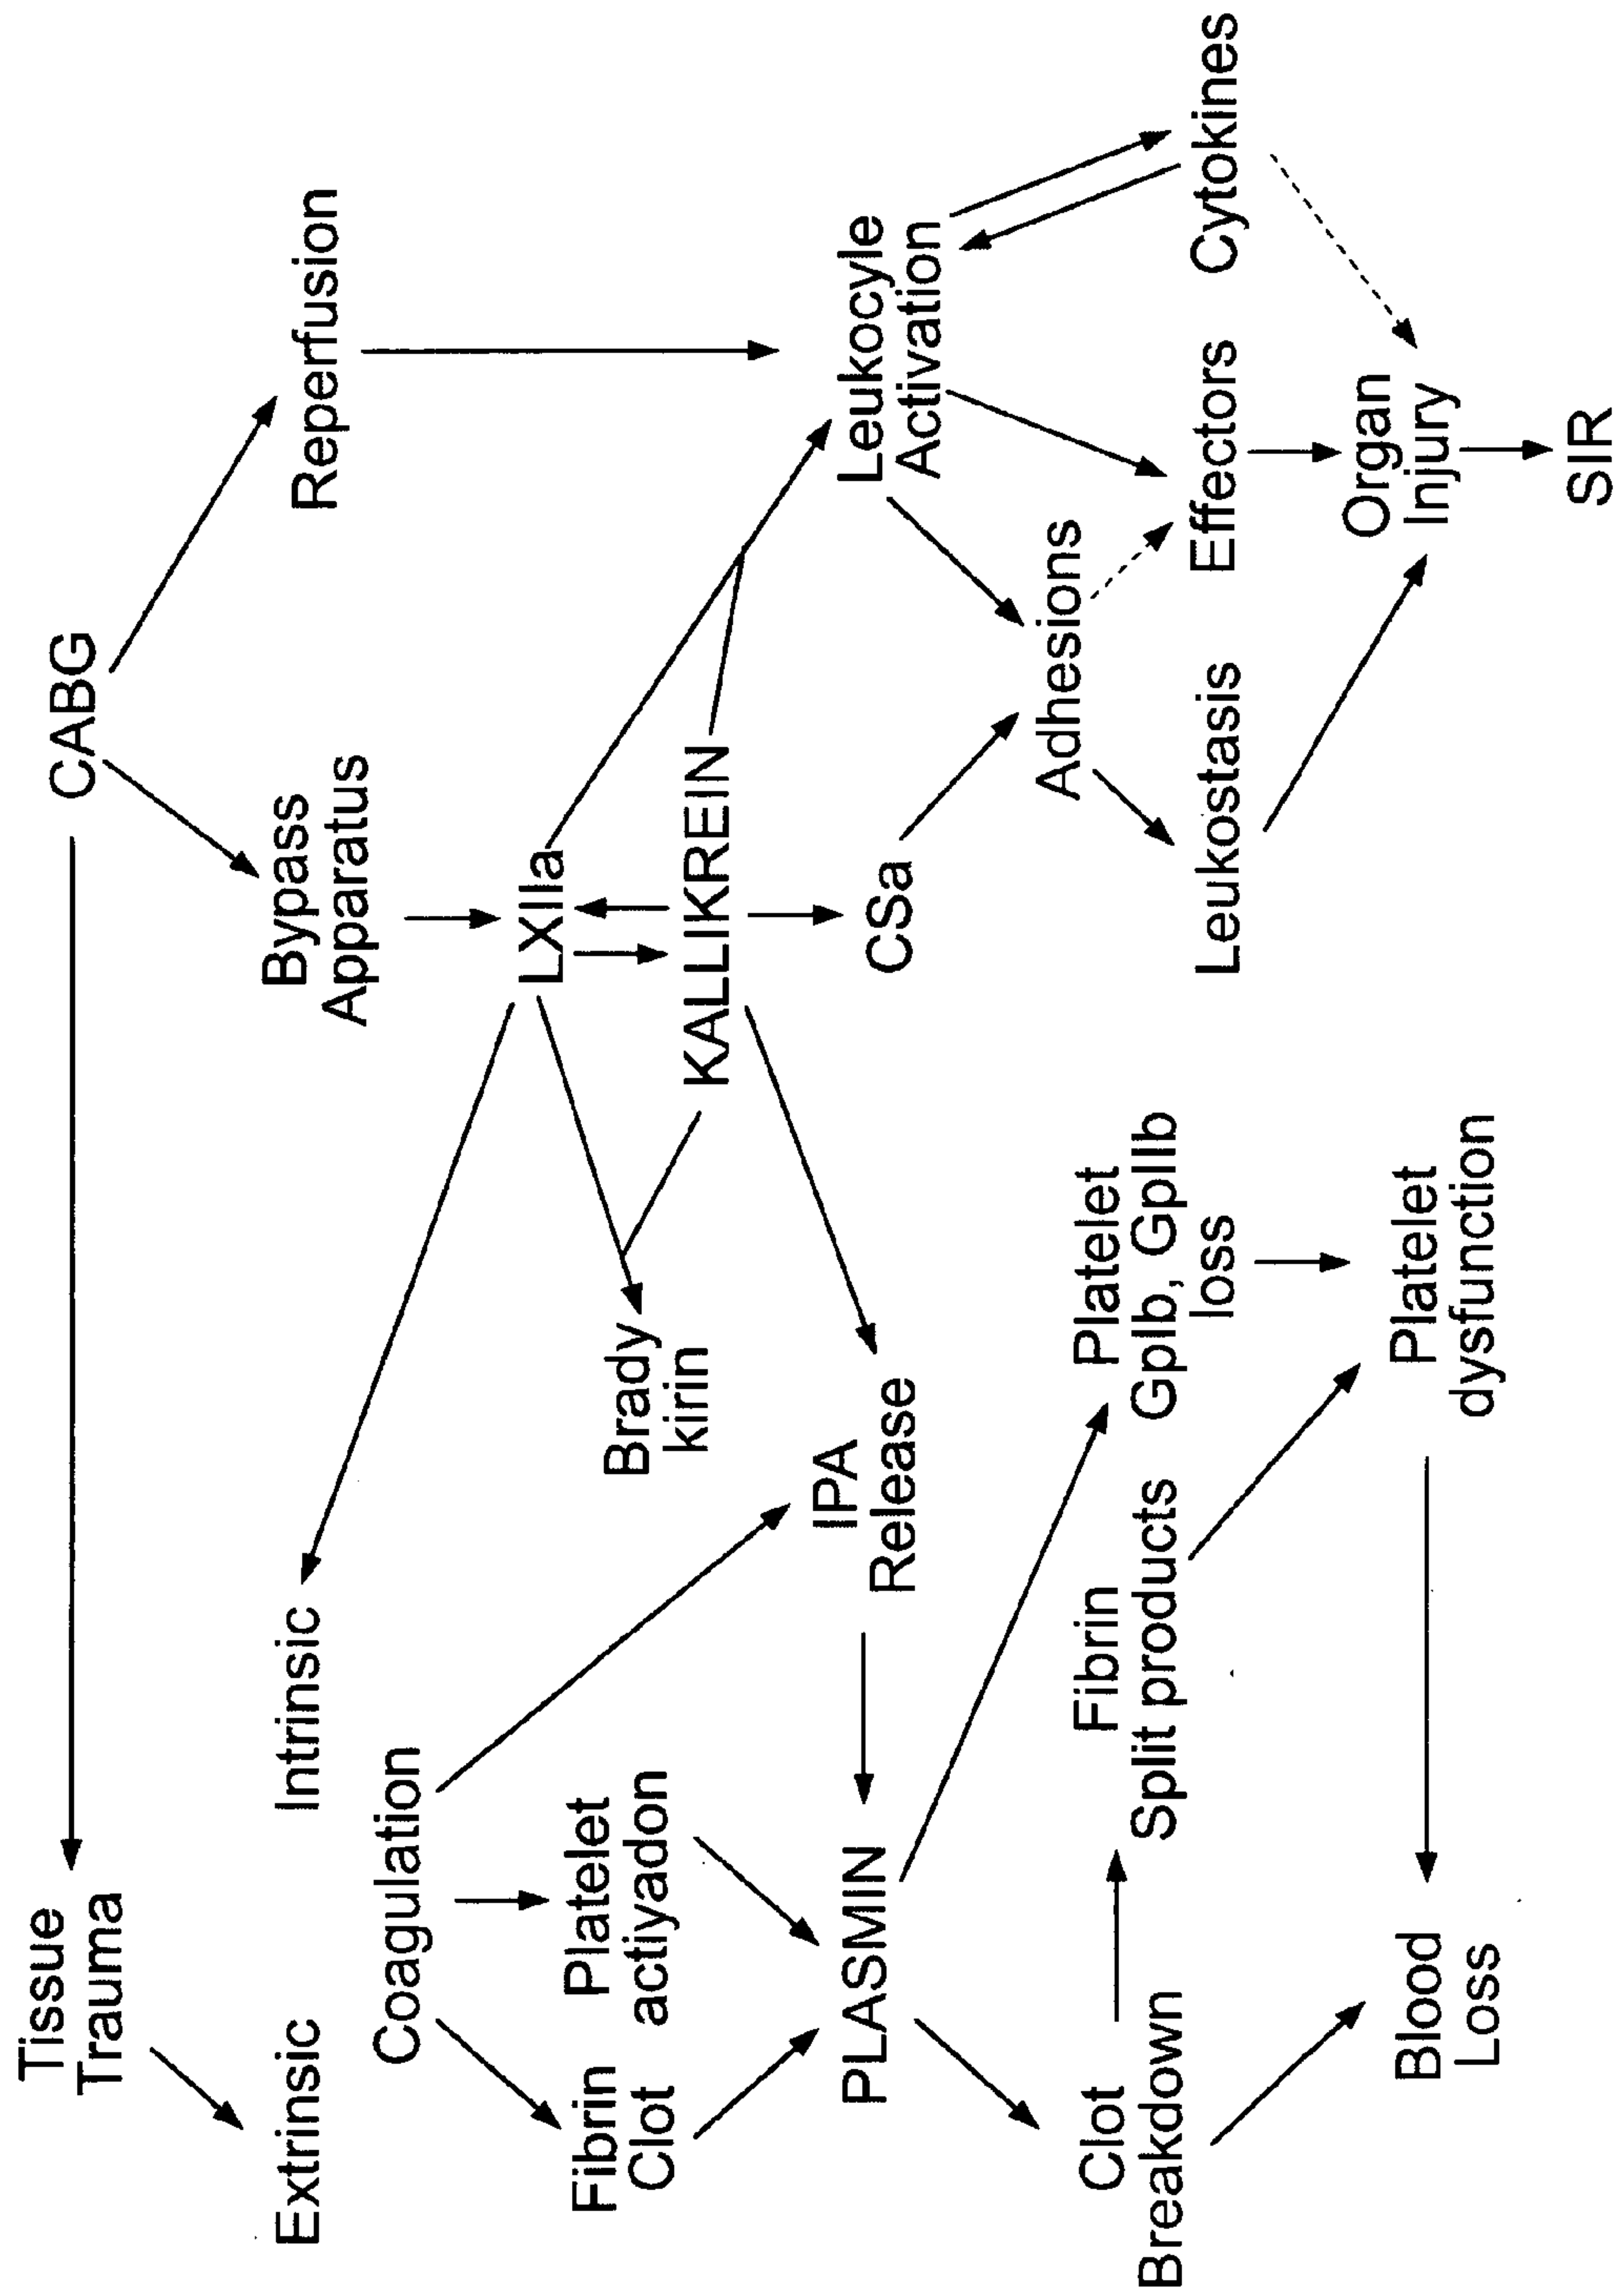 CABG
Tissue
Trauma
Bypass
Apparatus
Reperfusion
Extrinsic
Intrinsic
Coagulation
LXIIa
Fibrin
Clot
Platelet
actiyadon
Brady
kirin
KALLIKREIN
PLASMIN
IPA
Release
CSa
Leukocyle
Activation
Adhesions
Clot
Breakdown
Fibrin
Split products
Platelet
GpIb, GpIIb
loss
Leukostasis
Effectors
Cytokines
Blood
Loss
Platelet
dysfunction
Organ
Injury
SIR